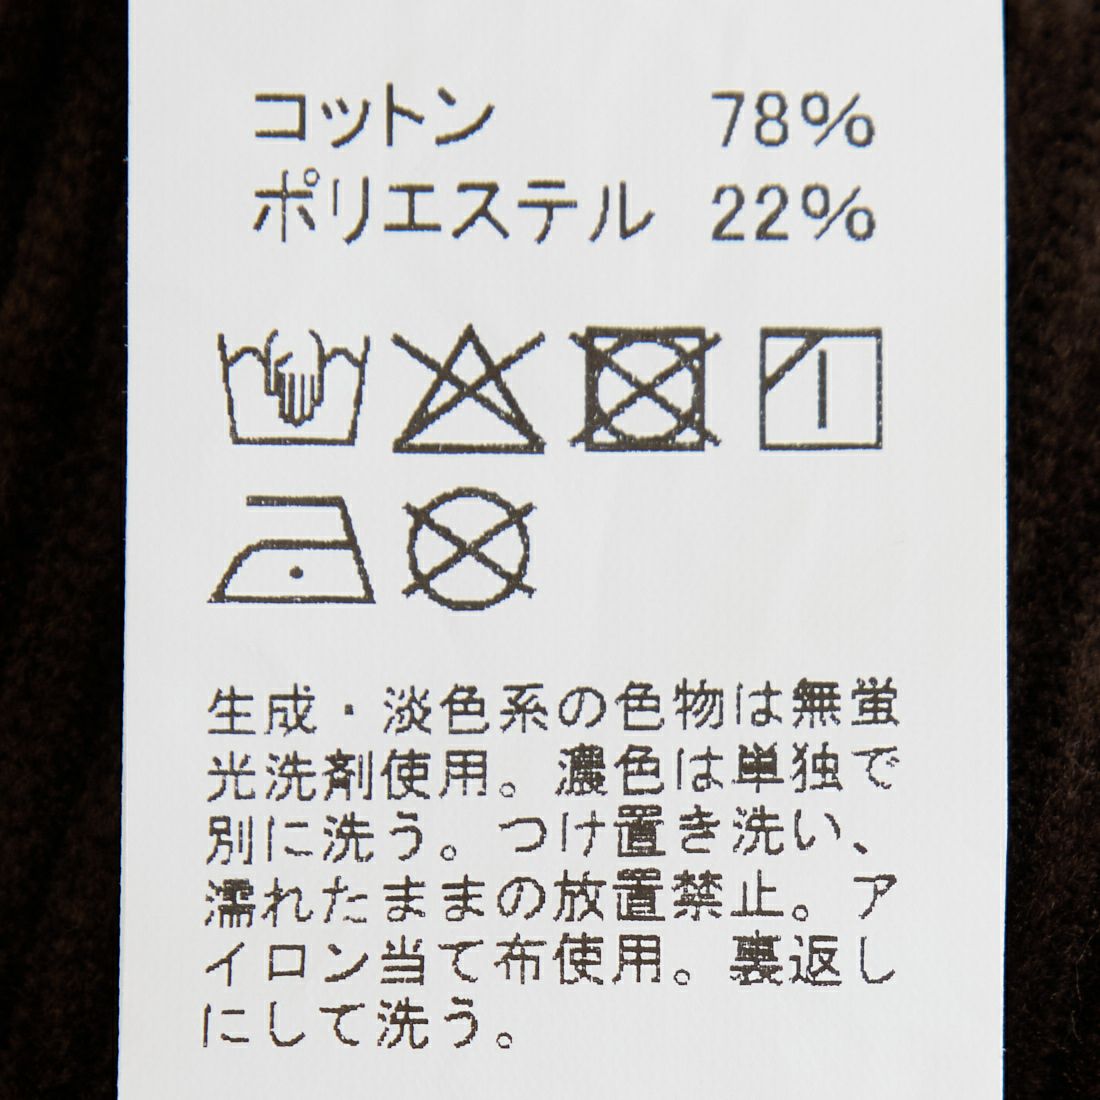 コットン 78%
ポリエステル 22%
生成・淡色系の色物は無蛍
光洗剤使用。濃色は単独で
別に洗う。つけ置き洗い、
濡れたままの放置禁止。ア
イロン当て布使用。裏返し
にして洗う。